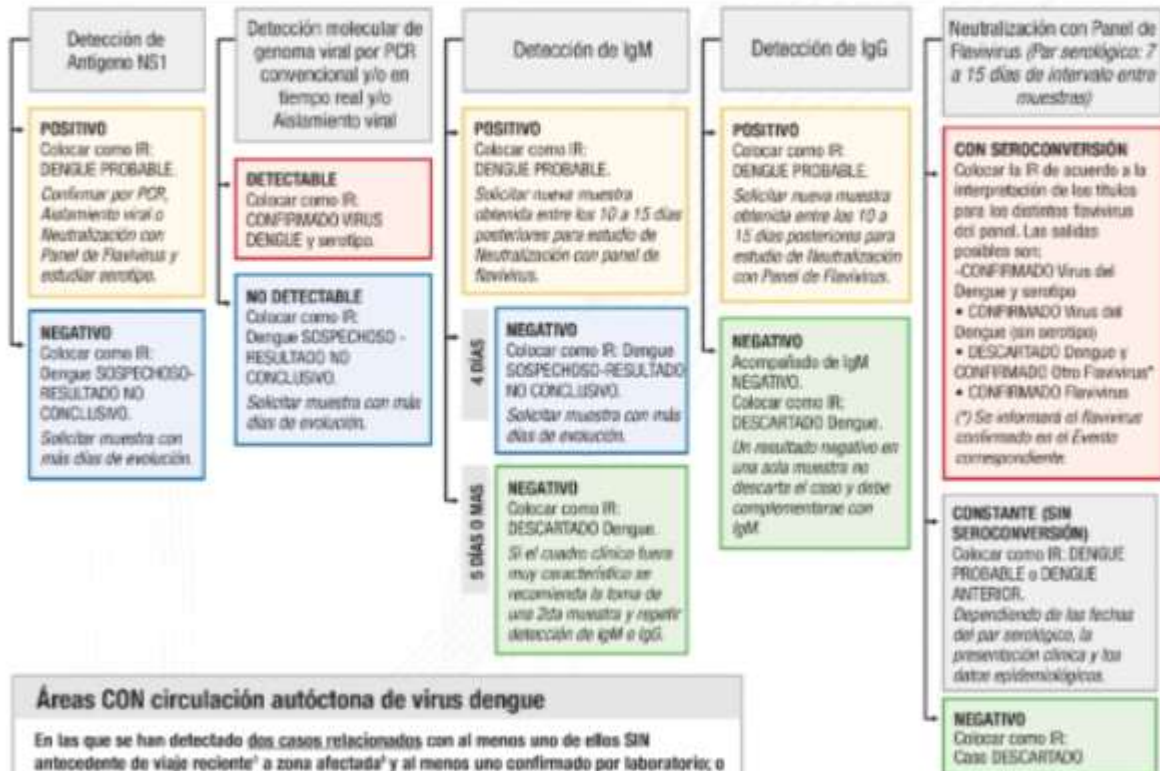 Detección de
Antígeno NS1
POSITIVO
Colocar como IR:
DENGUE PROBABLE.
Confirmar por PCR,
Aislamiento viral o
Neutralización con
Panel de Flavivirus y
estudiar serotipo.
NEGATIVO
Colocar como IR:
Dengue SOSPECHOSO-
RESULTADO NO
CONCLUSIVO.
Solicitar muestra con
más días de evolución.
Detección molecular de
genoma viral por PCR
convencional y/o en
tiempo real y/o
Aislamiento viral
DETECTABLE
Colocar como IR:
CONFIRMADO VIRUS
DENGUE y serotipo.
NO DETECTABLE
Colocar como IR:
Dengue SOSPECHOSO -
RESULTADO NO
CONCLUSIVO.
Solicitar muestra con más
días de evolución.
Detección de IgM
POSITIVO
Colocar como IR:
DENGUE PROBABLE.
Solicitar nueva muestra
obtenida entre los 10 a 15 días
posteriores para estudio de
Neutralización con panel de
flavivirus.
4 DÍAS
NEGATIVO
Colocar como IR: Dengue
SOSPECHOSO-RESULTADO
NO CONCLUSIVO.
Solicitar muestra con más
días de evolución.
5 DÍAS O MAS
NEGATIVO
Colocar como IR:
DESCARTADO Dengue.
Si el cuadro clínico fuera
muy característico se
recomienda la toma de
una 2da muestra y repetir
detección de IgM e IgG.
Detección de IgG
POSITIVO
Colocar como IR:
DENGUE PROBABLE.
Solicitar nueva muestra
obtenida entre los 10 a
15 días posteriores para
estudio de Neutralización
con Panel de Flavivirus.
NEGATIVO
Acompañado de IgM
NEGATIVO.
Colocar como IR:
DESCARTADO Dengue.
Un resultado negativo en
una sola muestra no
descarta el caso y debe
complementarse con
IgM.
Neutralización con Panel de
Flavivirus (Par serológico: 7
a 15 días de intervalo entre
muestras)
CON SEROCONVERSIÓN
Colocar la IR de acuerdo a la
interpretación de los títulos
para los distintos flavivirus
del panel. Las salidas
posibles son:
-CONFIRMADO Virus del
Dengue y serotipo
• CONFIRMADO Virus del
Dengue (sin serotipo)
• DESCARTADO Dengue y
CONFIRMADO Otro Flavivirus*
• CONFIRMADO Flavivirus
(*) Se informará el flavivirus
confirmado en el Evento
correspondiente.
CONSTANTE (SIN
SEROCONVERSIÓN)
Colocar como IR: DENGUE
PROBABLE o DENGUE
ANTERIOR.
Dependiendo de las fechas
del par serológico, la
presentación clínica y los
datos epidemiológicos.
NEGATIVO
Colocar como IR:
Caso DESCARTADO
Áreas CON circulación autóctona de virus dengue
En las que se han detectado dos casos relacionados con al menos uno de ellos SIN
antecedente de viaje reciente a zona afectada y al menos uno confirmado por laboratorio; o